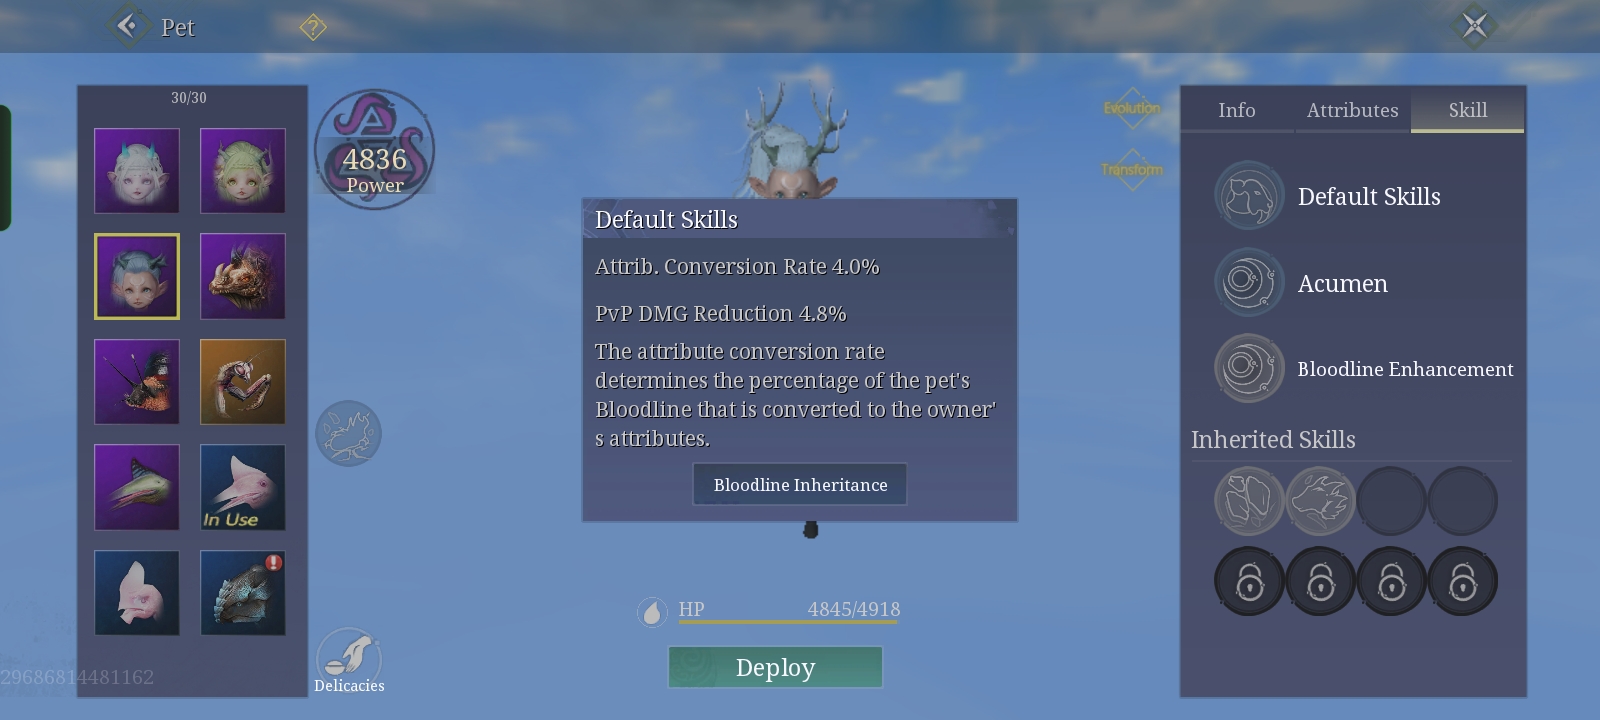 Pet
?
30/30
4836
Power
In Use
Delicacies
29686814481162
Evolution
Transform
Default Skills
Attrib. Conversion Rate 4.0%
PvP DMG Reduction 4.8%
The attribute conversion rate
determines the percentage of the pet's
Bloodline that is converted to the owner'
s attributes.
Bloodline Inheritance
HP 4845/4918
Deploy
Info Attributes Skill
Default Skills
Acumen
Bloodline Enhancement
Inherited Skills